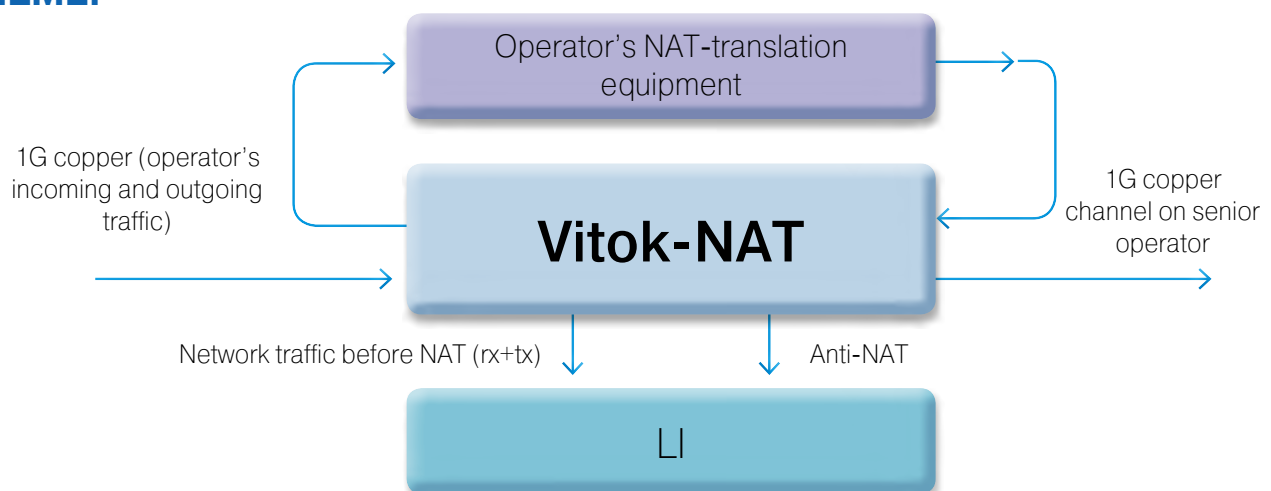 Operator’s NAT-translation
equipment
1G copper (operator’s
incoming and outgoing
traffic)
1G copper
channel on senior
operator
Vitok-NAT
Network traffic before NAT (rx+tx)
Anti-NAT
LI